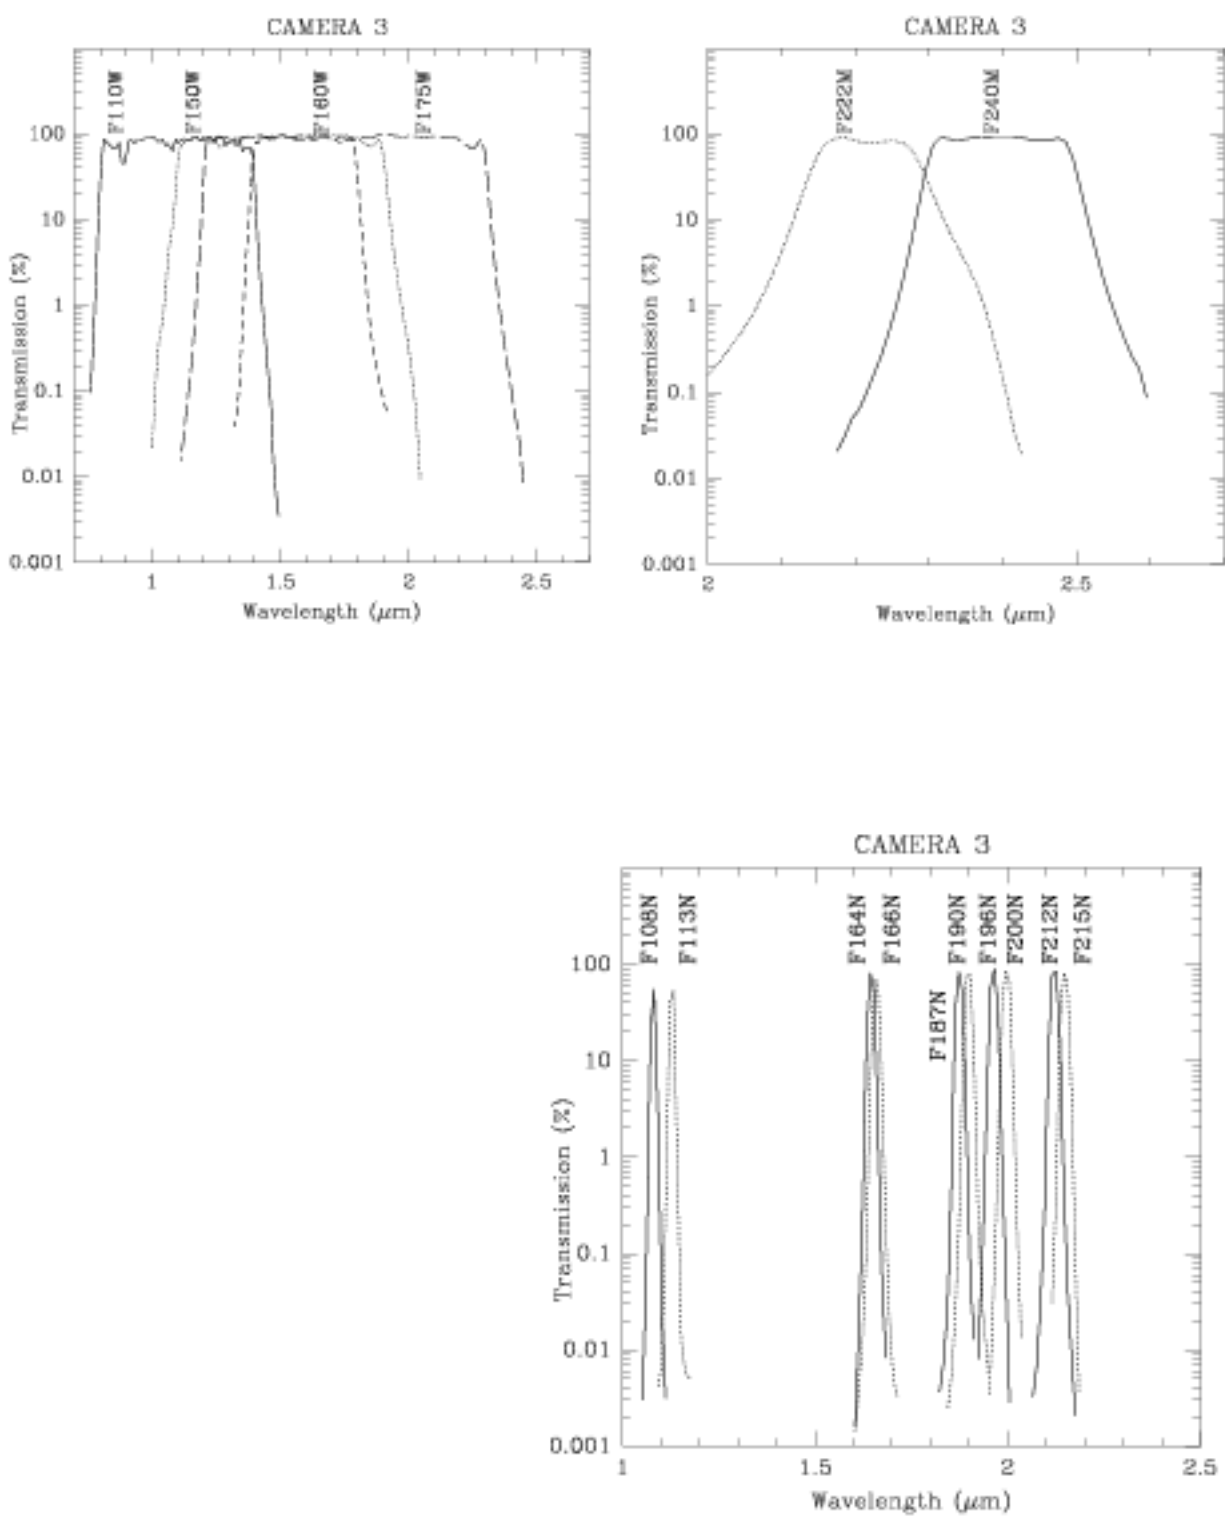 CAMERA 3
F110W
F150W
F160W
F175W
100
10
1
0.1
0.01
0.001
Transmission (%)
1
1.5
2
2.5
Wavelength (μm)
CAMERA 3
F222M
F240M
100
10
1
0.1
0.01
0.001
Transmission (%)
2
2.5
Wavelength (μm)
CAMERA 3
F108N
F113N
F164N
F166N
F187N
F190N
F196N
F200N
F212N
F215N
100
10
1
0.1
0.01
0.001
Transmission (%)
1
1.5
2
2.5
Wavelength (μm)